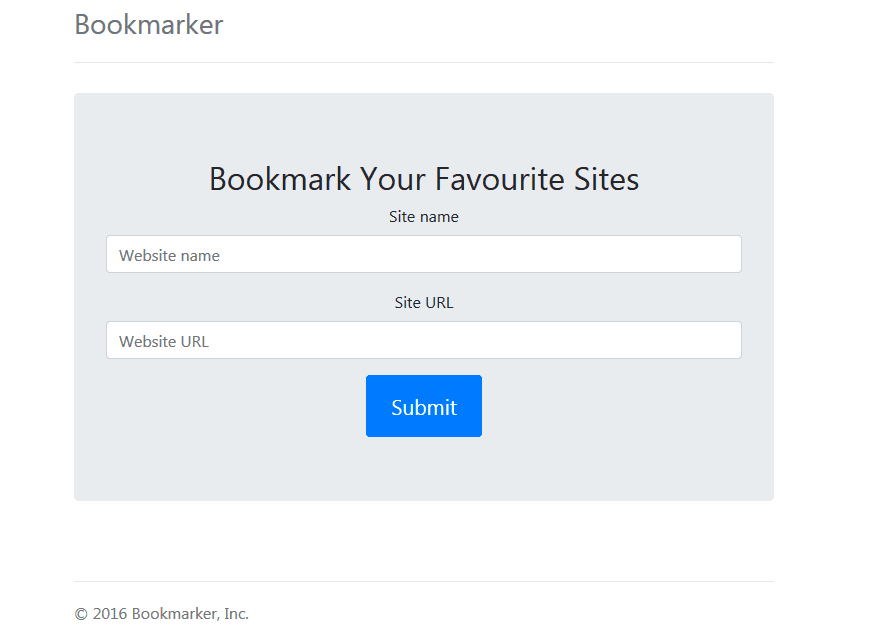 Bookmarker
Bookmark Your Favourite Sites
Site name
Website name
Site URL
Website URL
Submit
© 2016 Bookmarker, Inc.